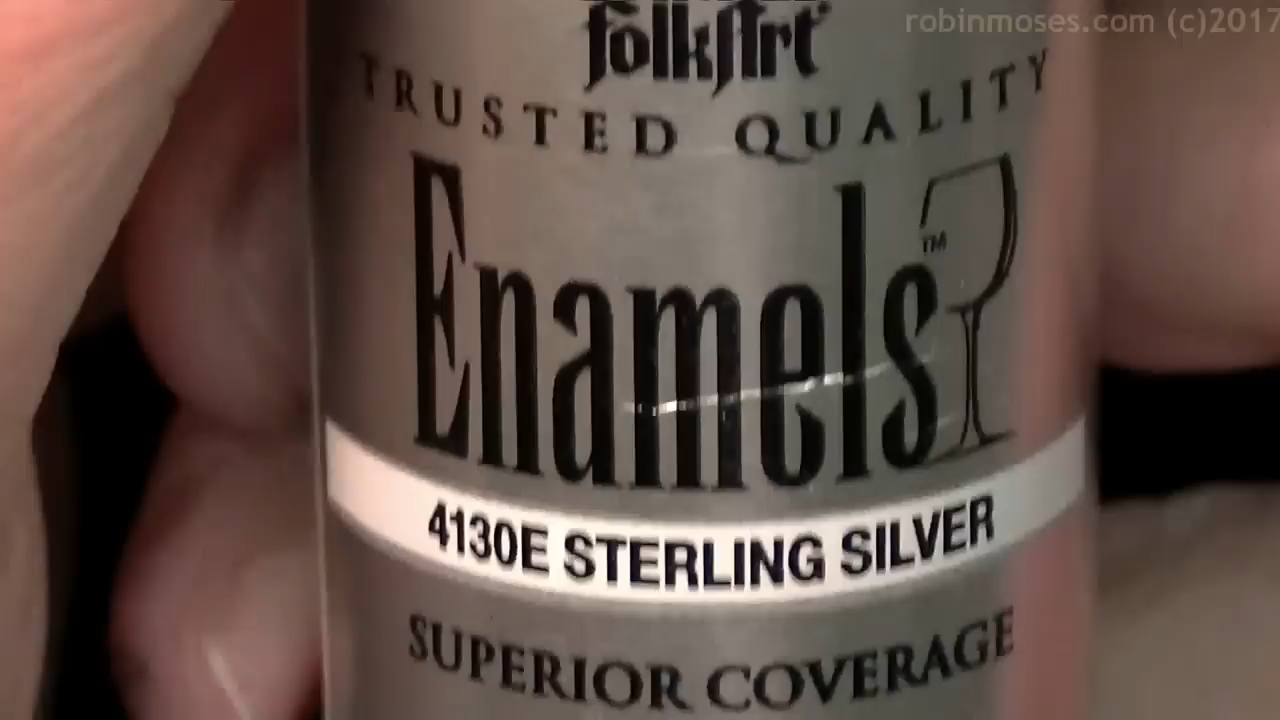 robinmoses.com (c)2017
folkArt
TRUSTED QUALITY
Enamels™
4130E STERLING SILVER
SUPERIOR COVERAGE